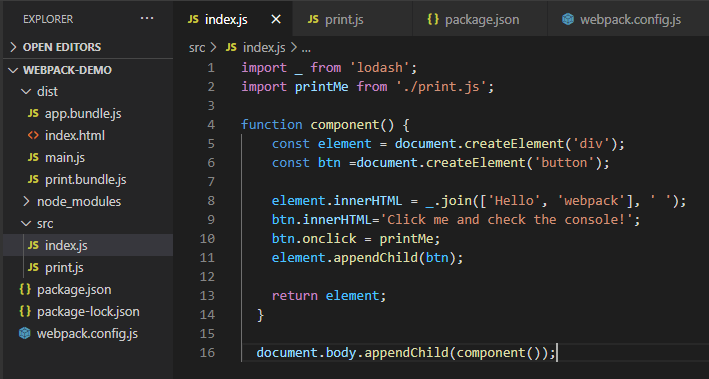 EXPLORER
OPEN EDITORS
WEBPACK-DEMO
dist
JS app.bundle.js
<> index.html
JS main.js
JS print.bundle.js
node_modules
src
JS index.js
JS print.js
{} package.json
{} package-lock.json
webpack.config.js
JS index.js
JS print.js
{} package.json
webpack.config.js
src > JS index.js > ...
1 import _ from 'lodash';
2 import printMe from './print.js';
3
4 function component() {
5     const element = document.createElement('div');
6     const btn =document.createElement('button');
7
8     element.innerHTML = _.join(['Hello', 'webpack'], ' ');
9     btn.innerHTML='Click me and check the console!';
10     btn.onclick = printMe;
11     element.appendChild(btn);
12
13     return element;
14   }
15
16   document.body.appendChild(component());